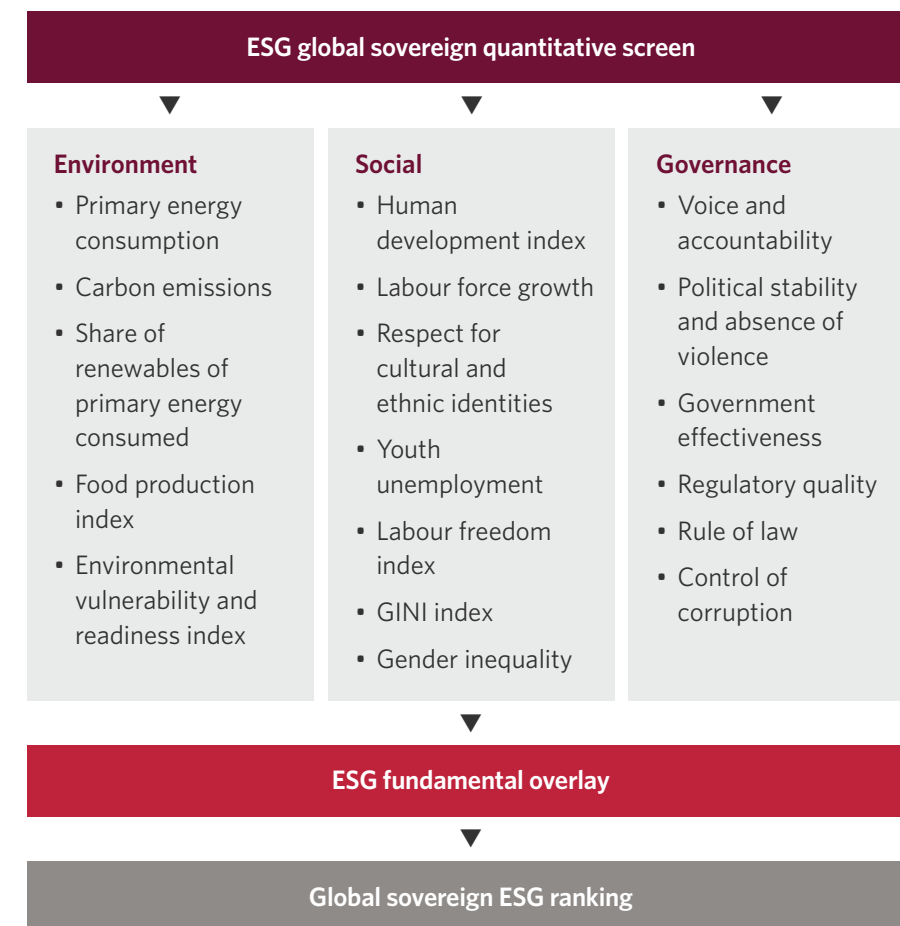 ESG global sovereign quantitative screen
Environment
• Primary energy
consumption
• Carbon emissions
• Share of
renewables of
primary energy
consumed
• Food production
index
• Environmental
vulnerability and
readiness index
Social
• Human
development index
• Labour force growth
• Respect for
cultural and
ethnic identities
• Youth
unemployment
• Labour freedom
index
• GINI index
• Gender inequality
Governance
• Voice and
accountability
• Political stability
and absence of
violence
• Government
effectiveness
• Regulatory quality
• Rule of law
• Control of
corruption
ESG fundamental overlay
Global sovereign ESG ranking